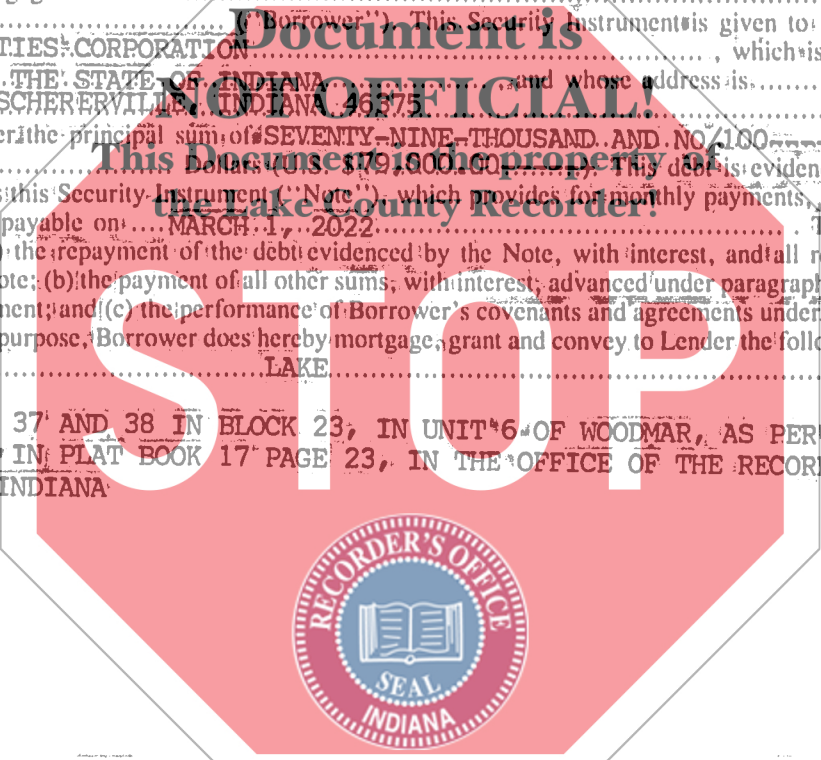 ("Borrower"). This Security Instrument is given to
Document is
TIES CORPORATION ...., which is
THE STATE OF INDIANA .... and whose address is
NOT OFFICIAL!
SCHERERVILLE, INDIANA 46375
the principal sum of SEVENTY-NINE-THOUSAND AND NO/100----
This Document is the property of
Dollars (U.S. $79,000.00------). This debt is eviden
this Security Instrument ("Note"), which provides for monthly payments,
the Lake County Recorder!
payable on .... MARCH 1, 2022
the repayment of the debt evidenced by the Note, with interest, and all r
ote; (b) the payment of all other sums, with interest, advanced under paragraph
ment; and (c) the performance of Borrower's covenants and agreements under
purpose, Borrower does hereby mortgage, grant and convey to Lender the follo
LAKE
STOP
37 AND 38 IN BLOCK 23, IN UNIT 6 OF WOODMAR, AS PER
IN PLAT BOOK 17 PAGE 23, IN THE OFFICE OF THE RECOR
INDIANA
RECORDER'S OFFICE
SEAL
INDIANA